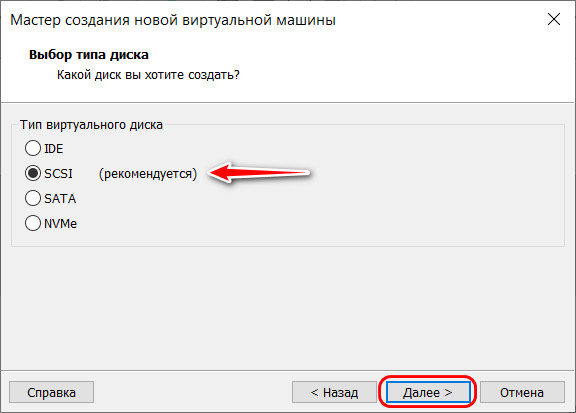 Мастер создания новой виртуальной машины
Выбор типа диска
Какой диск вы хотите создать?
Тип виртуального диска
IDE
SCSI (рекомендуется)
SATA
NVMe
Справка
< Назад
Далее >
Отмена